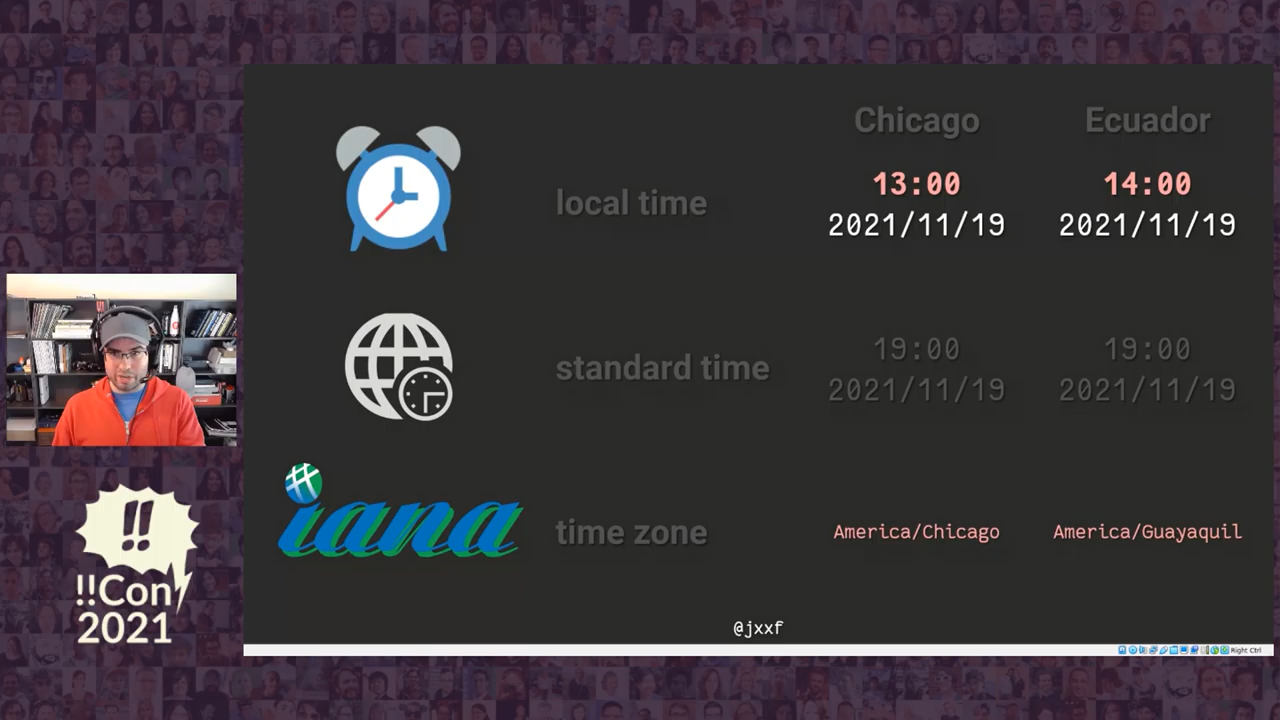 Chicago Ecuador
13:00 14:00
local time
2021/11/19 2021/11/19
19:00 19:00
standard time
2021/11/19 2021/11/19
iana time zone America/Chicago America/Guayaquil
@jxxf
Right Ctrl
!!
!!Con
2021